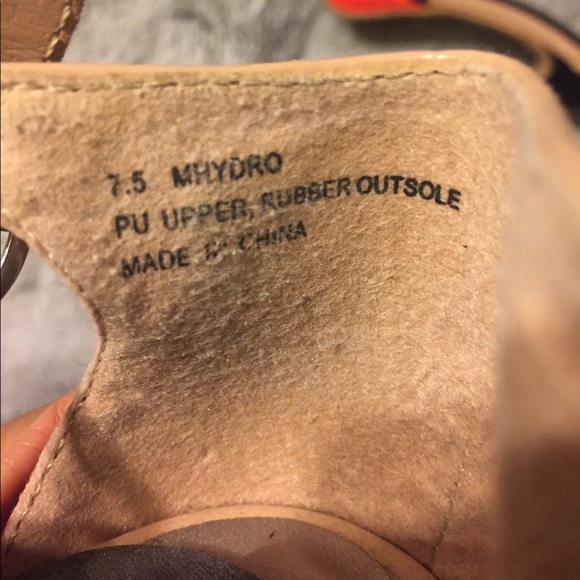 7.5 MHYDRO
PU UPPER, RUBBER OUTSOLE
MADE IN CHINA